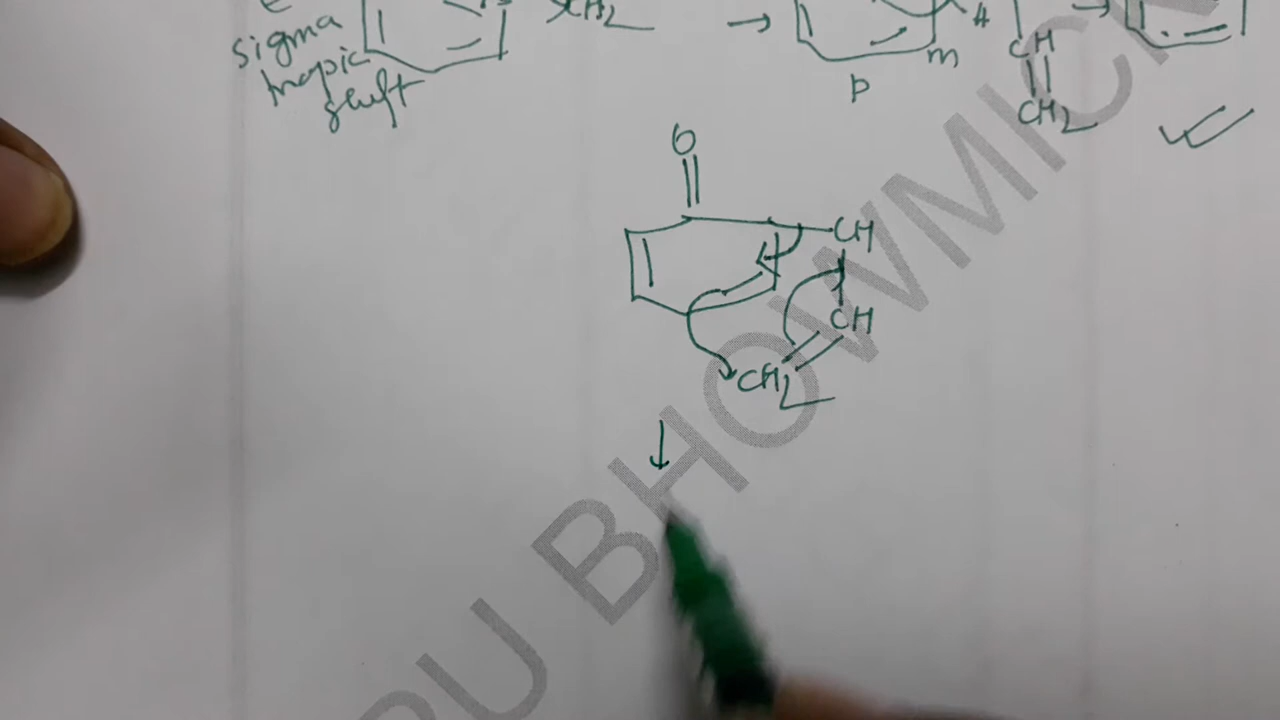 sigma
tropic
shift
CH2
→
H
m
p
→
CH
CH2
O
CH
CH
CH2
↓
BHOWMICK